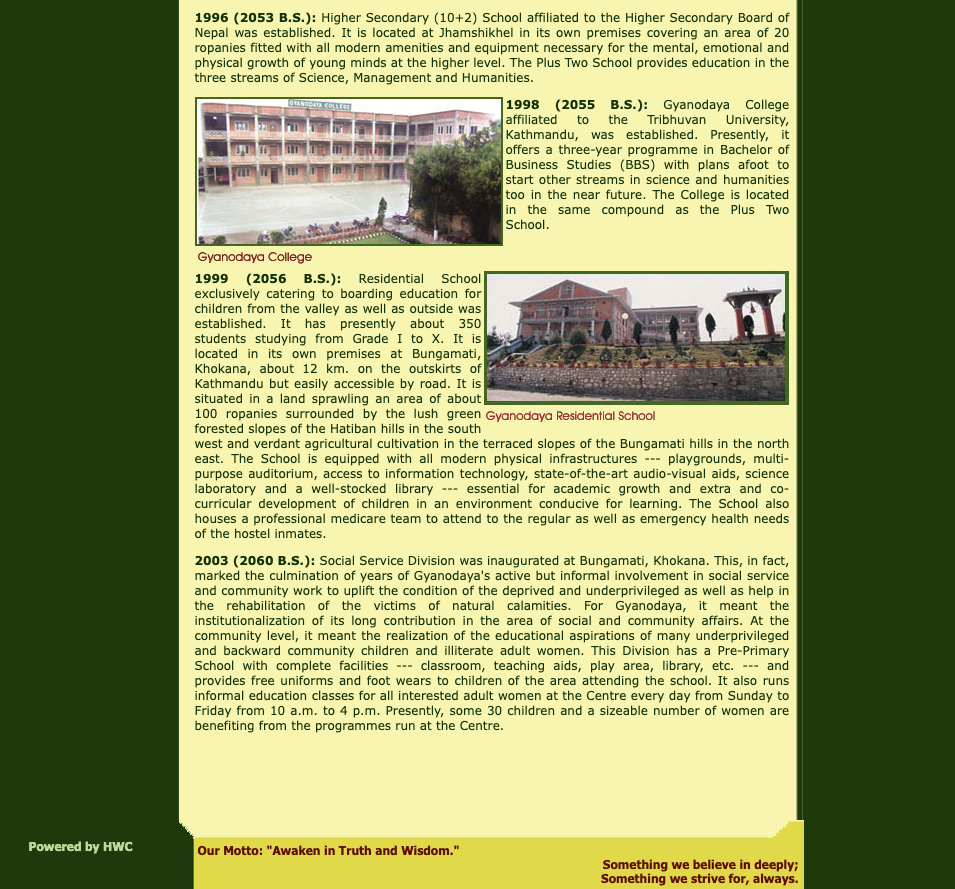 1996 (2053 B.S.): Higher Secondary (10+2) School affiliated to the Higher Secondary Board of
Nepal was established. It is located at Jhamshikhel in its own premises covering an area of 20
ropanies fitted with all modern amenities and equipment necessary for the mental, emotional and
physical growth of young minds at the higher level. The Plus Two School provides education in the
three streams of Science, Management and Humanities.
GYANODAYA COLLEGE
1998 (2055 B.S.): Gyanodaya College
affiliated to the Tribhuvan University,
Kathmandu, was established. Presently, it
offers a three-year programme in Bachelor of
Business Studies (BBS) with plans afoot to
start other streams in science and humanities
too in the near future. The College is located
in the same compound as the Plus Two
School.
Gyanodaya College
1999 (2056 B.S.): Residential School
exclusively catering to boarding education for
children from the valley as well as outside was
established. It has presently about 350
students studying from Grade I to X. It is
located in its own premises at Bungamati,
Khokana, about 12 km. on the outskirts of
Kathmandu but easily accessible by road. It is
situated in a land sprawling an area of about
100 ropanies surrounded by the lush green
forested slopes of the Hatiban hills in the south
Gyanodaya Residential School
west and verdant agricultural cultivation in the terraced slopes of the Bungamati hills in the north
east. The School is equipped with all modern physical infrastructures --- playgrounds, multi-
purpose auditorium, access to information technology, state-of-the-art audio-visual aids, science
laboratory and a well-stocked library --- essential for academic growth and extra and co-
curricular development of children in an environment conducive for learning. The School also
houses a professional medicare team to attend to the regular as well as emergency health needs
of the hostel inmates.
2003 (2060 B.S.): Social Service Division was inaugurated at Bungamati, Khokana. This, in fact,
marked the culmination of years of Gyanodaya's active but informal involvement in social service
and community work to uplift the condition of the deprived and underprivileged as well as help in
the rehabilitation of the victims of natural calamities. For Gyanodaya, it meant the
institutionalization of its long contribution in the area of social and community affairs. At the
community level, it meant the realization of the educational aspirations of many underprivileged
and backward community children and illiterate adult women. This Division has a Pre-Primary
School with complete facilities --- classroom, teaching aids, play area, library, etc. --- and
provides free uniforms and foot wears to children of the area attending the school. It also runs
informal education classes for all interested adult women at the Centre every day from Sunday to
Friday from 10 a.m. to 4 p.m. Presently, some 30 children and a sizeable number of women are
benefiting from the programmes run at the Centre.
Powered by HWC
Our Motto: "Awaken in Truth and Wisdom."
Something we believe in deeply;
Something we strive for, always.